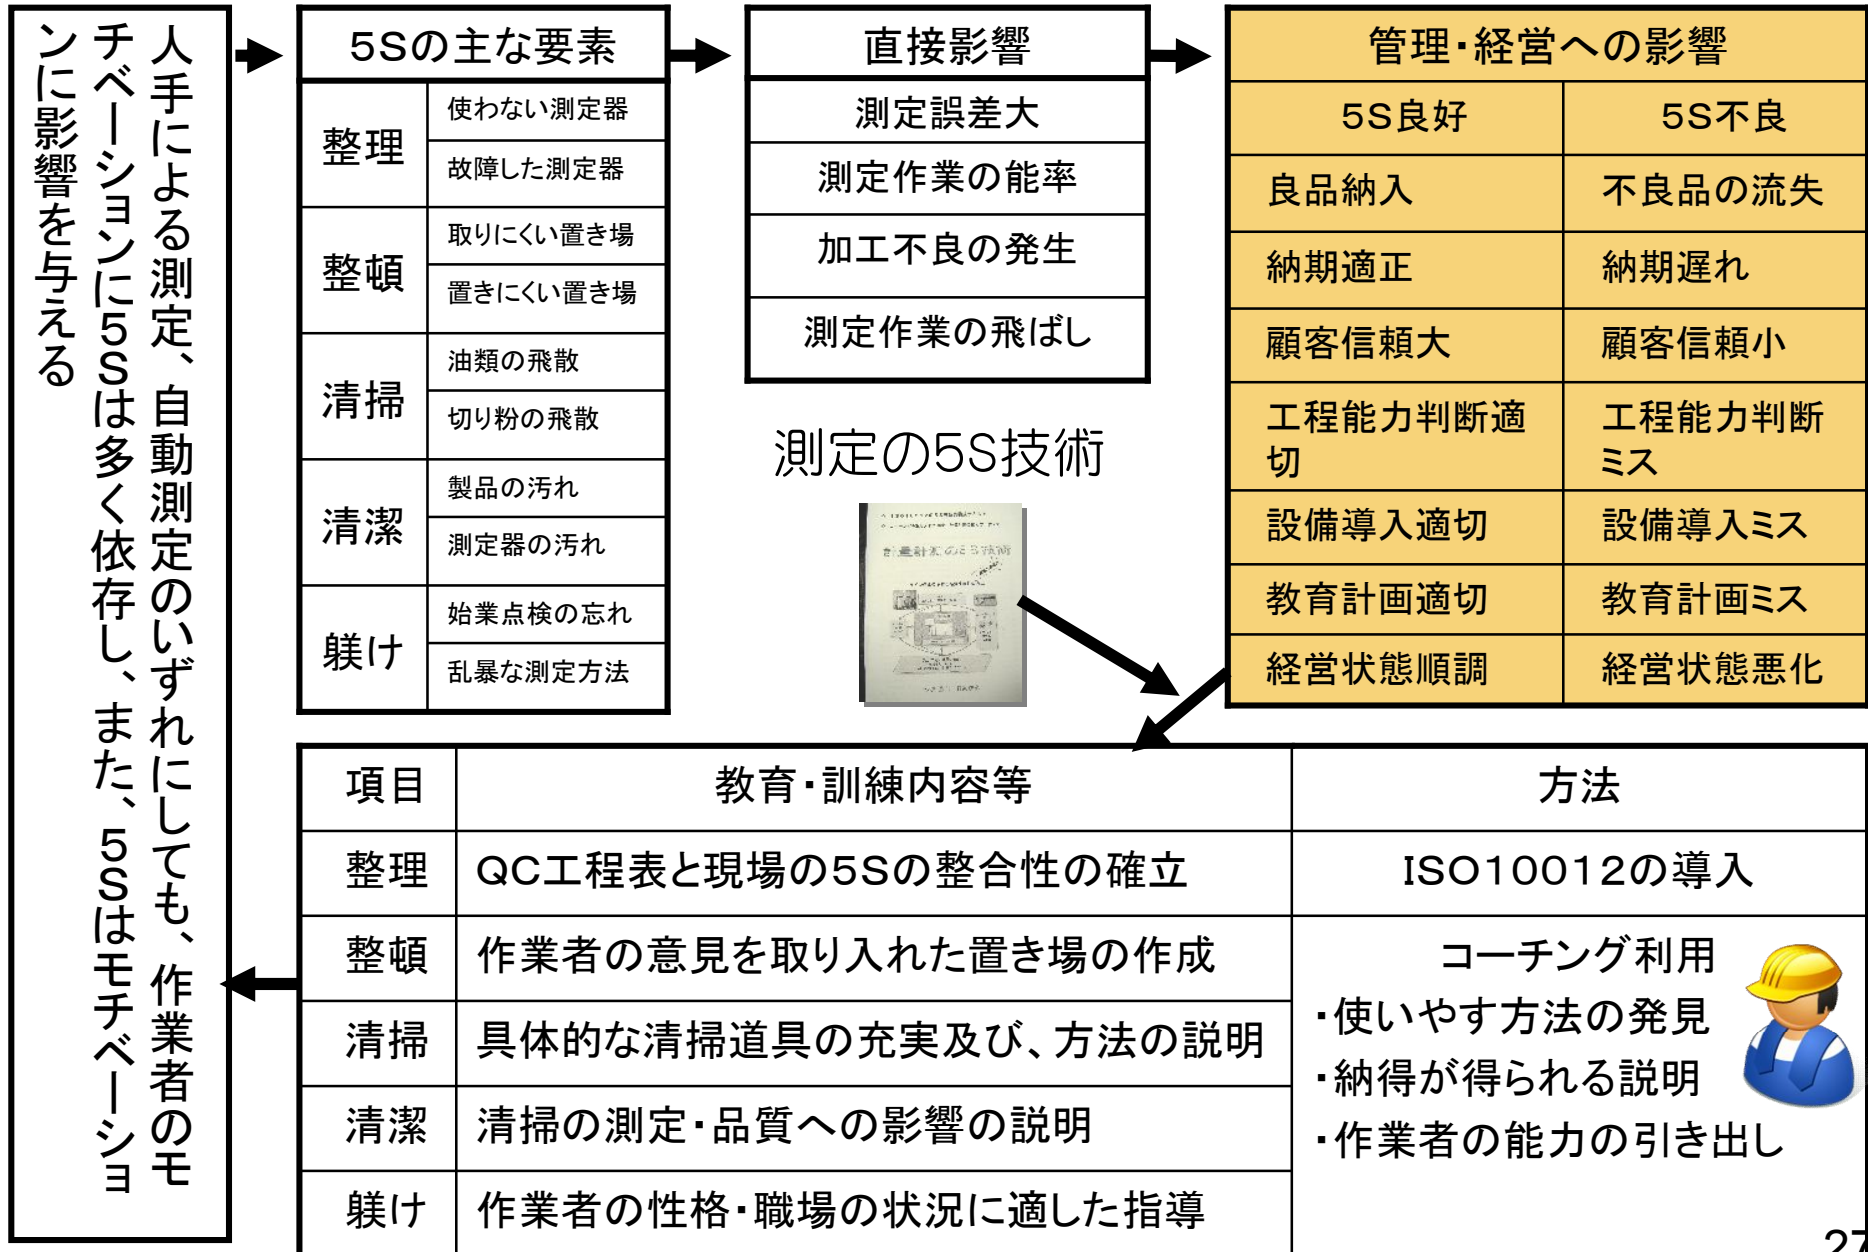 人手による測定、自動測定のいずれにしても、作業者のモ
チベーションに５Sは多く依存し、また、５Sはモチベーショ
ンに影響を与える
５Sの主な要素
整理
使わない測定器
故障した測定器
整頓
取りにくい置き場
置きにくい置き場
清掃
油類の飛散
切り粉の飛散
清潔
製品の汚れ
測定器の汚れ
躾け
始業点検の忘れ
乱暴な測定方法
直接影響
測定誤差大
測定作業の能率
加工不良の発生
測定作業の飛ばし
管理・経営への影響
５S良好 ５S不良
良品納入 不良品の流失
納期適正 納期遅れ
顧客信頼大 顧客信頼小
工程能力判断適
切
工程能力判断
ミス
設備導入適切 設備導入ミス
教育計画適切 教育計画ミス
経営状態順調 経営状態悪化
測定の5S技術
計量計測の5S技術
項目 教育・訓練内容等 方法
整理 QC工程表と現場の５Sの整合性の確立 ISO10012の導入
整頓 作業者の意見を取り入れた置き場の作成
清掃 具体的な清掃道具の充実及び、方法の説明
清潔 清掃の測定・品質への影響の説明
躾け 作業者の性格・職場の状況に適した指導
コーチング利用
・使いやす方法の発見
・納得が得られる説明
・作業者の能力の引き出し
27